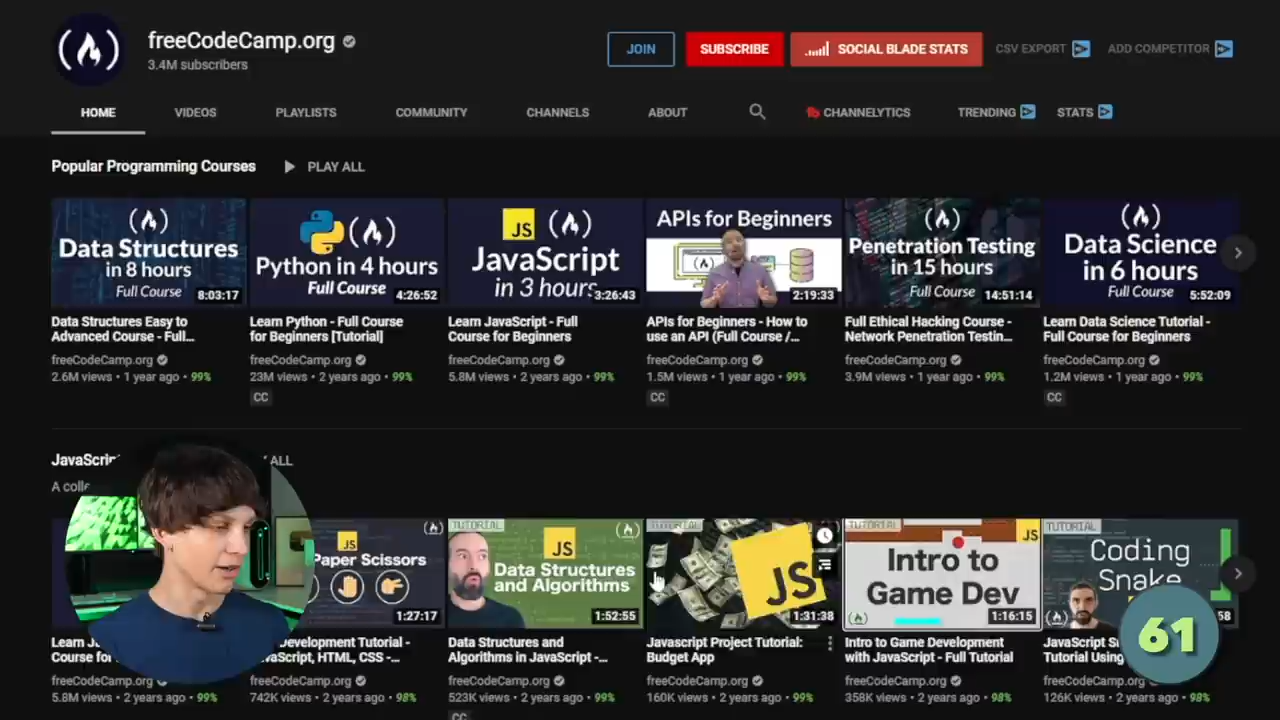 freeCodeCamp.org
3.4M subscribers
JOIN
SUBSCRIBE
SOCIAL BLADE STATS
CSV EXPORT
ADD COMPETITOR
HOME
VIDEOS
PLAYLISTS
COMMUNITY
CHANNELS
ABOUT
CHANNELYTICS
TRENDING
STATS
Popular Programming Courses
PLAY ALL
Data Structures
in 8 hours
Full Course
8:03:17
Python in 4 hours
Full Course
4:26:52
JS
JavaScript
in 3 hours
3:26:43
APIs for Beginners
2:19:33
Penetration Testing
in 15 hours
Full Course
14:51:14
Data Science
in 6 hours
Full Course
5:52:09
Data Structures Easy to
Advanced Course - Full...
freeCodeCamp.org
2.6M views • 1 year ago • 99%
Learn Python - Full Course
for Beginners [Tutorial]
freeCodeCamp.org
23M views • 2 years ago • 99%
CC
Learn JavaScript - Full
Course for Beginners
freeCodeCamp.org
5.8M views • 2 years ago • 99%
APIs for Beginners - How to
use an API (Full Course /...
freeCodeCamp.org
1.5M views • 1 year ago • 99%
CC
Full Ethical Hacking Course -
Network Penetration Testin...
freeCodeCamp.org
3.9M views • 1 year ago • 99%
Learn Data Science Tutorial -
Full Course for Beginners
freeCodeCamp.org
1.2M views • 1 year ago • 99%
CC
ALL
JS
Paper Scissors
1:27:17
TUTORIAL
JS
Data Structures
and Algorithms
1:52:55
TUTORIAL
JS
1:31:38
TUTORIAL
JS
Intro to
Game Dev
1:16:15
TUTORIAL
Coding
Snake
58
61
Course for
freeCodeCamp.org
5.8M views • 2 years ago • 99%
Development Tutorial -
HTML, CSS -...
freeCodeCamp.org
742K views • 2 years ago • 98%
Data Structures and
Algorithms in JavaScript -...
freeCodeCamp.org
523K views • 2 years ago • 99%
CC
Javascript Project Tutorial:
Budget App
freeCodeCamp.org
160K views • 2 years ago • 99%
Intro to Game Development
with JavaScript - Full Tutorial
freeCodeCamp.org
358K views • 2 years ago • 98%
JavaScript
Tutorial Using
freeCodeCamp.org
126K views • 2 years ago • 98%